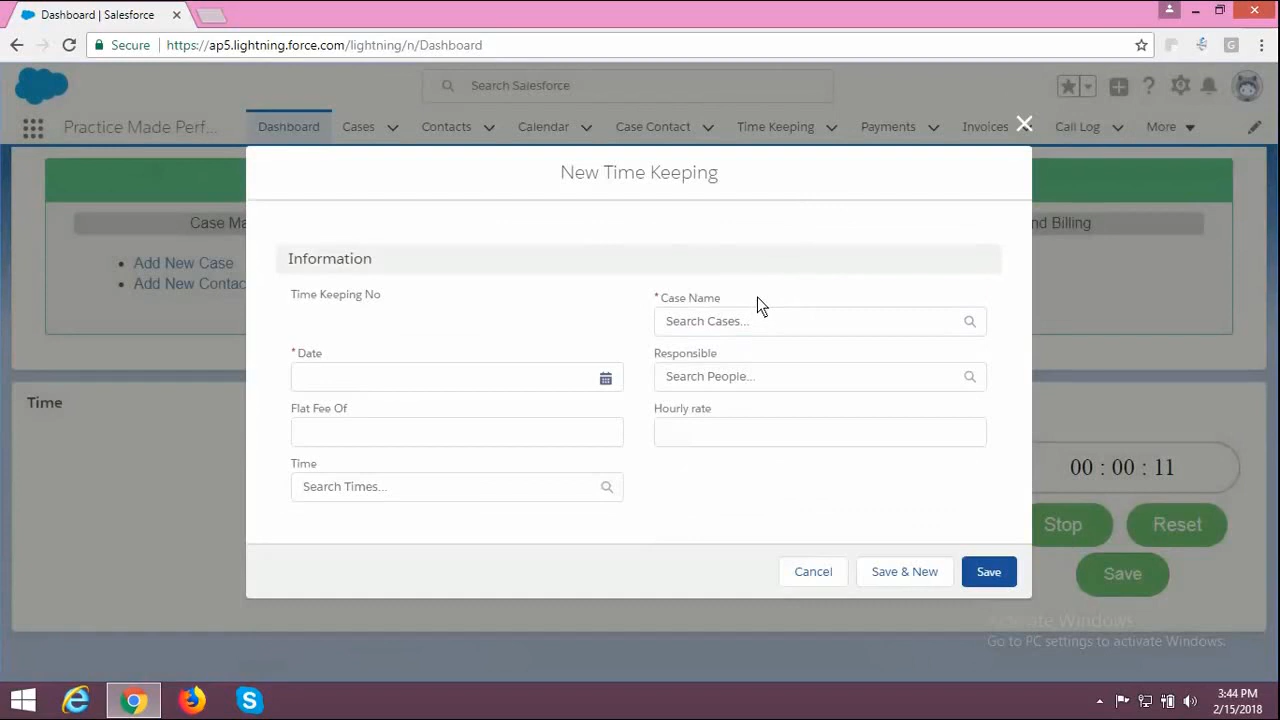 Dashboard | Salesforce
Secure https://ap5.lightning.force.com/lightning/n/Dashboard
Search Salesforce
Practice Made Perf... Dashboard Cases Contacts Calendar Case Contact Time Keeping Payments Invoices Call Log More
New Time Keeping
Case Ma
nd Billing
Information
Add New Case
Add New Contac
Time Keeping No
* Case Name
Search Cases...
* Date
Responsible
Search People...
Flat Fee Of
Hourly rate
Time
Search Times...
Time
00 : 00 : 11
Stop
Reset
Cancel
Save & New
Save
Save
Activate Windows
Go to PC settings to activate Windows.
3:44 PM
2/15/2018